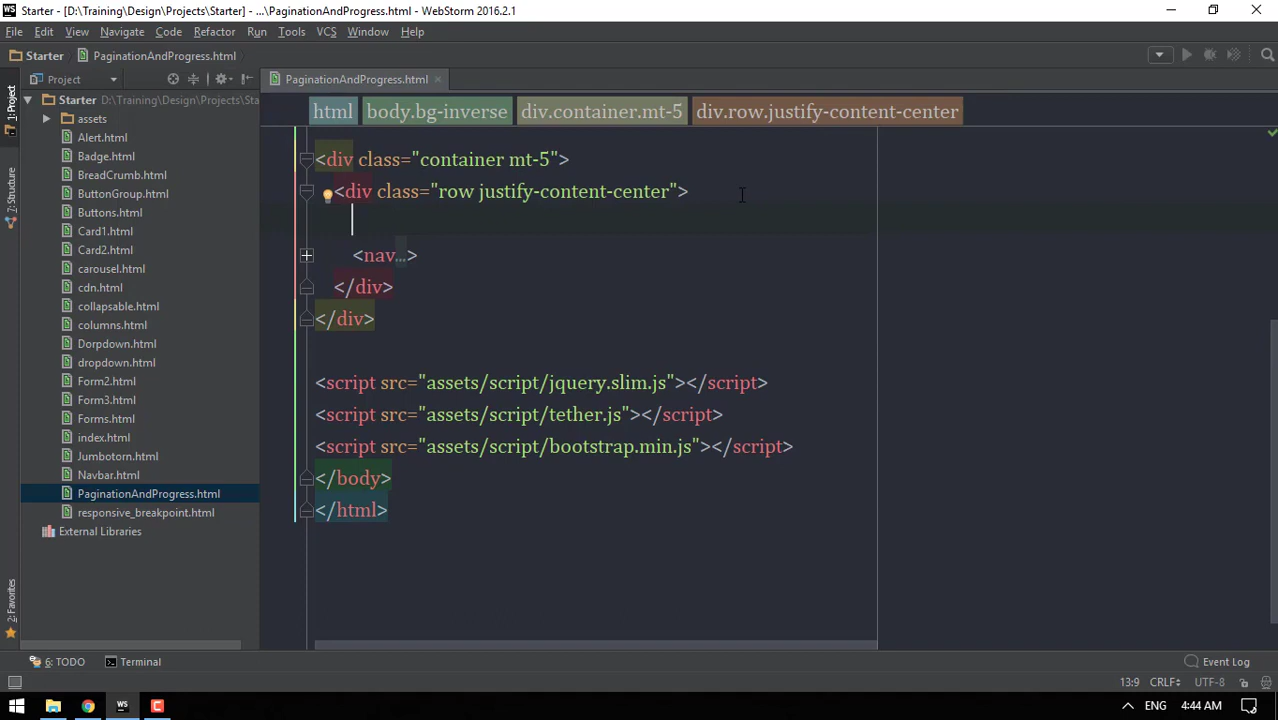 Starter - [D:\Training\Design\Projects\Starter] - ...\PaginationAndProgress.html - WebStorm 2016.2.1
File Edit View Navigate Code Refactor Run Tools VCS Window Help
Starter PaginationAndProgress.html
1: Project
7: Structure
2: Favorites
Project
PaginationAndProgress.html
Starter D:\Training\Design\Projects\Sta
assets
Alert.html
Badge.html
BreadCrumb.html
ButtonGroup.html
Buttons.html
Card1.html
Card2.html
carousel.html
cdn.html
collapsable.html
columns.html
Dorpdown.html
dropdown.html
Form2.html
Form3.html
Forms.html
index.html
Jumbotorn.html
Navbar.html
PaginationAndProgress.html
responsive_breakpoint.html
External Libraries
html body.bg-inverse div.container.mt-5 div.row.justify-content-center
<div class="container mt-5">
<div class="row justify-content-center">
<nav...>
</div>
</div>
<script src="assets/script/jquery.slim.js"></script>
<script src="assets/script/tether.js"></script>
<script src="assets/script/bootstrap.min.js"></script>
</body>
</html>
6: TODO Terminal Event Log
13:9 CRLF UTF-8
WS C ENG 4:44 AM